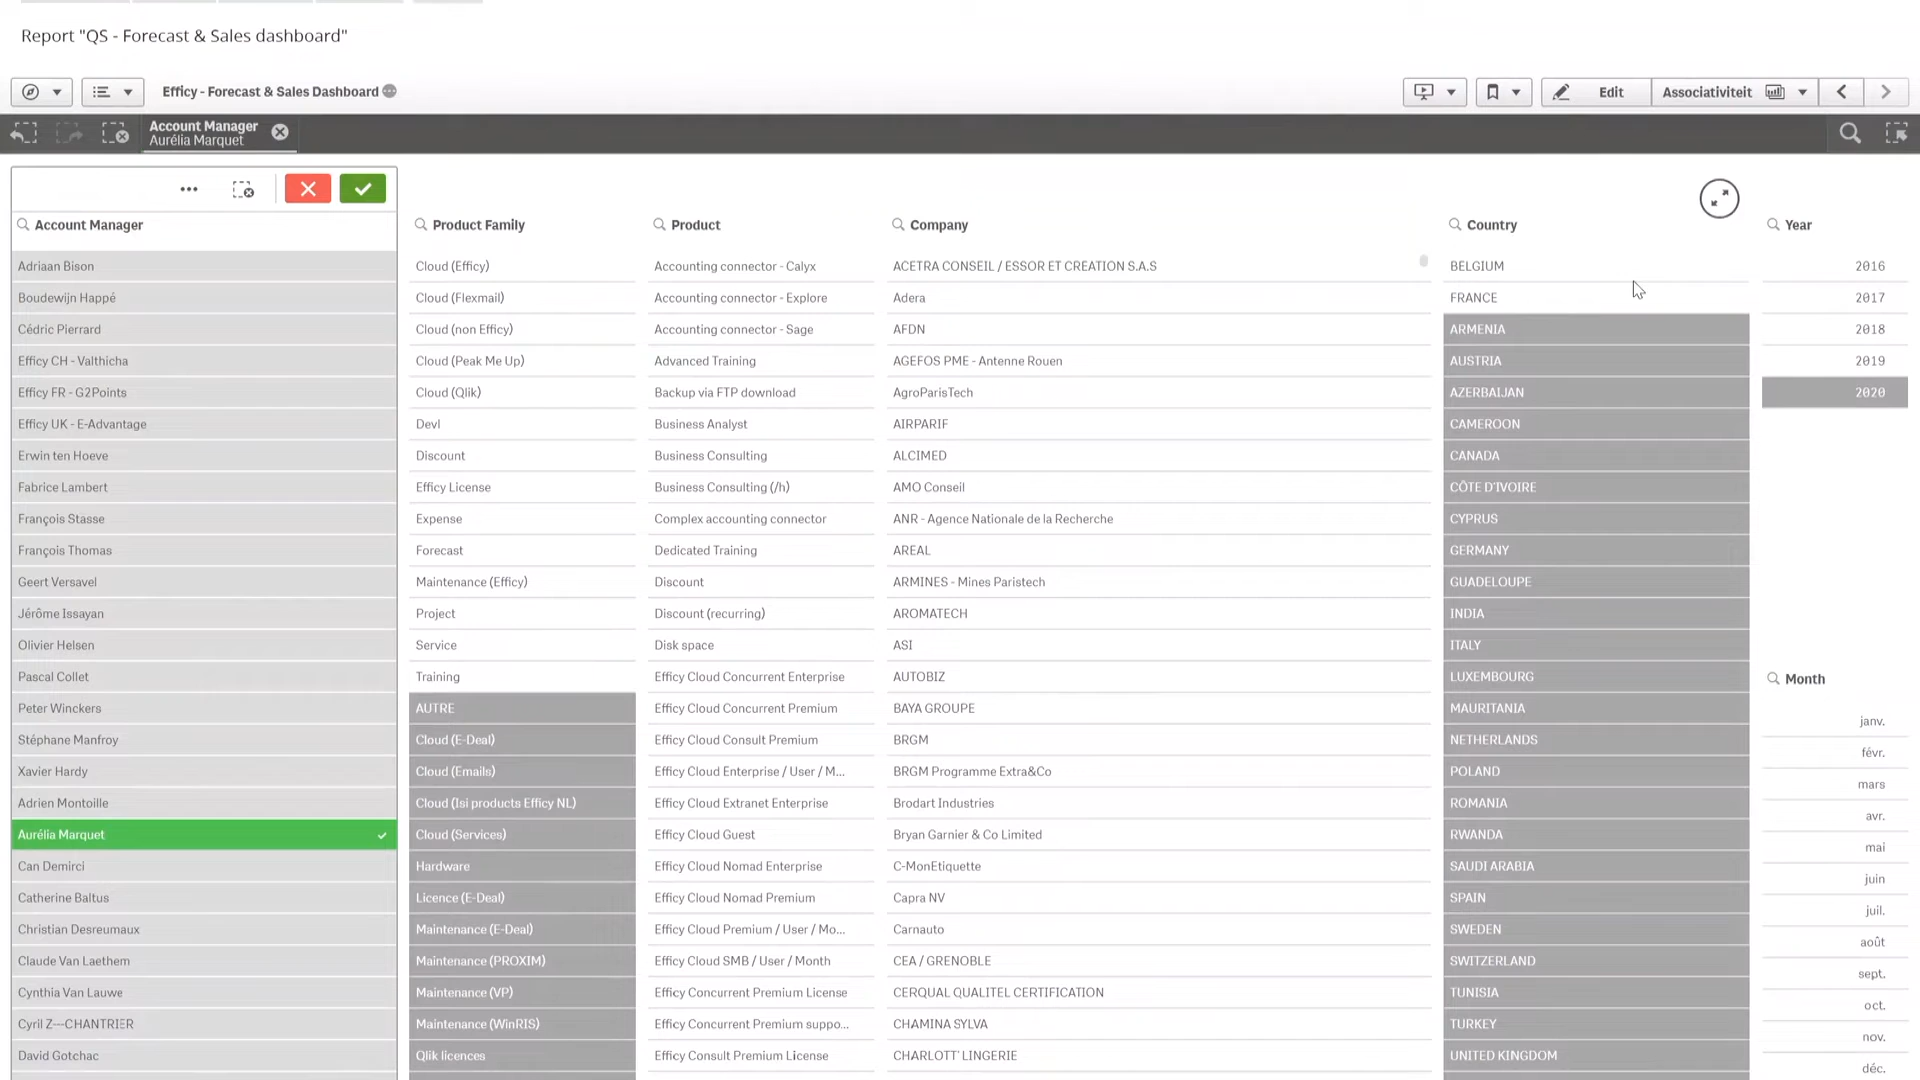 Report "QS - Forecast & Sales dashboard"
Efficy - Forecast & Sales Dashboard
Edit
Associativiteit
Account Manager
Aurélia Marquet
Account Manager
Adriaan Bison
Boudewijn Happé
Cédric Pierrard
Efficy CH - Valthicha
Efficy FR - G2Points
Efficy UK - E-Advantage
Erwin ten Hoeve
Fabrice Lambert
François Stasse
François Thomas
Geert Versavel
Jérôme Issayan
Olivier Helsen
Pascal Collet
Peter Winckers
Stéphane Manfroy
Xavier Hardy
Adrien Montoille
Aurélia Marquet
Can Demirci
Catherine Baltus
Christian Desreumaux
Claude Van Laethem
Cynthia Van Lauwe
Cyril Z---CHANTRIER
David Gotchac
Product Family
Cloud (Efficy)
Cloud (Flexmail)
Cloud (non Efficy)
Cloud (Peak Me Up)
Cloud (Qlik)
Devl
Discount
Efficy License
Expense
Forecast
Maintenance (Efficy)
Project
Service
Training
AUTRE
Cloud (E-Deal)
Cloud (Emails)
Cloud (Isi products Efficy NL)
Cloud (Services)
Hardware
Licence (E-Deal)
Maintenance (E-Deal)
Maintenance (PROXIM)
Maintenance (VP)
Maintenance (WinRIS)
Qlik licences
Product
Accounting connector - Calyx
Accounting connector - Explore
Accounting connector - Sage
Advanced Training
Backup via FTP download
Business Analyst
Business Consulting
Business Consulting (/h)
Complex accounting connector
Dedicated Training
Discount
Discount (recurring)
Disk space
Efficy Cloud Concurrent Enterprise
Efficy Cloud Concurrent Premium
Efficy Cloud Consult Premium
Efficy Cloud Enterprise / User / M...
Efficy Cloud Extranet Enterprise
Efficy Cloud Guest
Efficy Cloud Nomad Enterprise
Efficy Cloud Nomad Premium
Efficy Cloud Premium / User / Mo...
Efficy Cloud SMB / User / Month
Efficy Concurrent Premium License
Efficy Concurrent Premium suppo...
Efficy Consult Premium License
Company
ACETRA CONSEIL / ESSOR ET CREATION S.A.S
Adera
AFDN
AGEFOS PME - Antenne Rouen
AgroParisTech
AIRPARIF
ALCIMED
AMO Conseil
ANR - Agence Nationale de la Recherche
AREAL
ARMINES - Mines Paristech
AROMATECH
ASI
AUTOBIZ
BAYA GROUPE
BRGM
BRGM Programme Extra&Co
Brodart Industries
Bryan Garnier & Co Limited
C-MonEtiquette
Capra NV
Carnauto
CEA / GRENOBLE
CERQUAL QUALITEL CERTIFICATION
CHAMINA SYLVA
CHARLOTT' LINGERIE
Country
BELGIUM
FRANCE
ARMENIA
AUSTRIA
AZERBAIJAN
CAMEROON
CANADA
CÔTE D'IVOIRE
CYPRUS
GERMANY
GUADELOUPE
INDIA
ITALY
LUXEMBOURG
MAURITANIA
NETHERLANDS
POLAND
ROMANIA
RWANDA
SAUDI ARABIA
SPAIN
SWEDEN
SWITZERLAND
TUNISIA
TURKEY
UNITED KINGDOM
Year
2016
2017
2018
2019
2020
Month
janv.
févr.
mars
avr.
mai
juin
juil.
août
sept.
oct.
nov.
déc.